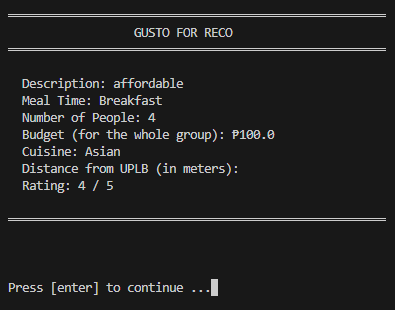 GUSTO FOR RECO
Description: affordable
Meal Time: Breakfast
Number of People: 4
Budget (for the whole group): ₱100.0
Cuisine: Asian
Distance from UPLB (in meters):
Rating: 4 / 5
Press [enter] to continue ...